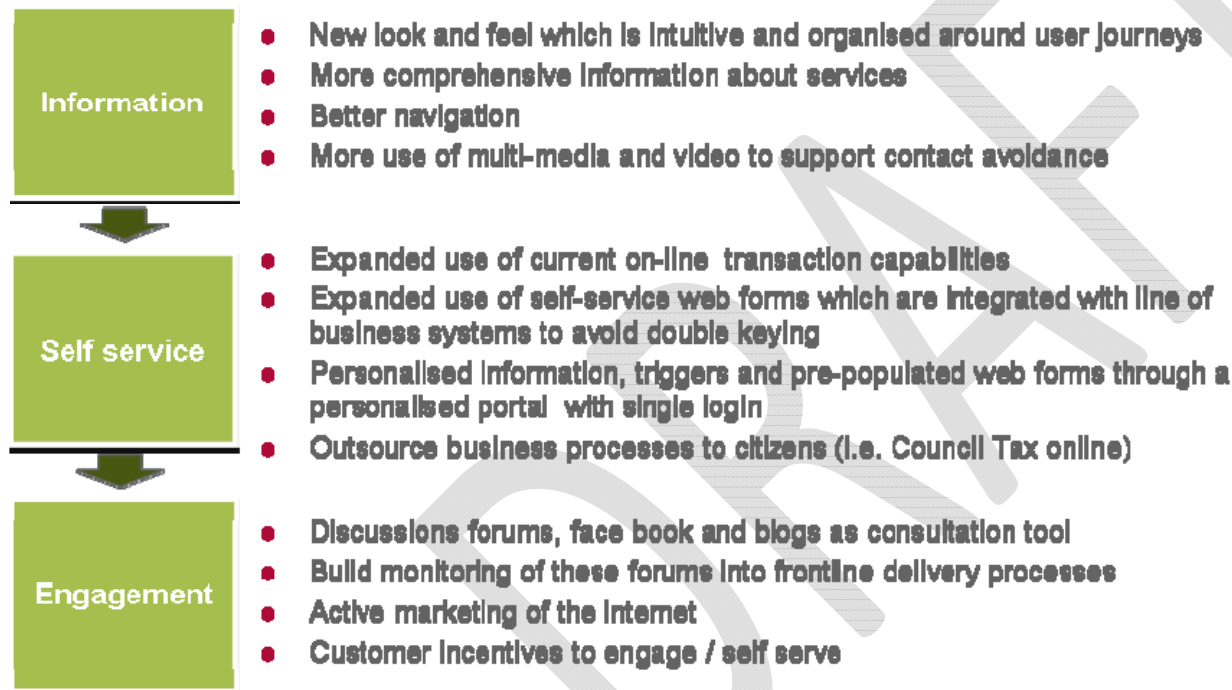 Information
New look and feel which is intuitive and organised around user journeys
More comprehensive information about services
Better navigation
More use of multi-media and video to support contact avoidance
Self service
Expanded use of current on-line transaction capabilities
Expanded use of self-service web forms which are integrated with line of
business systems to avoid double keying
Personalised information, triggers and pre-populated web forms through a
personalised portal with single login
Outsource business processes to citizens (i.e. Council Tax online)
Engagement
Discussions forums, face book and blogs as consultation tool
Build monitoring of these forums into frontline delivery processes
Active marketing of the internet
Customer incentives to engage / self serve
DRAF